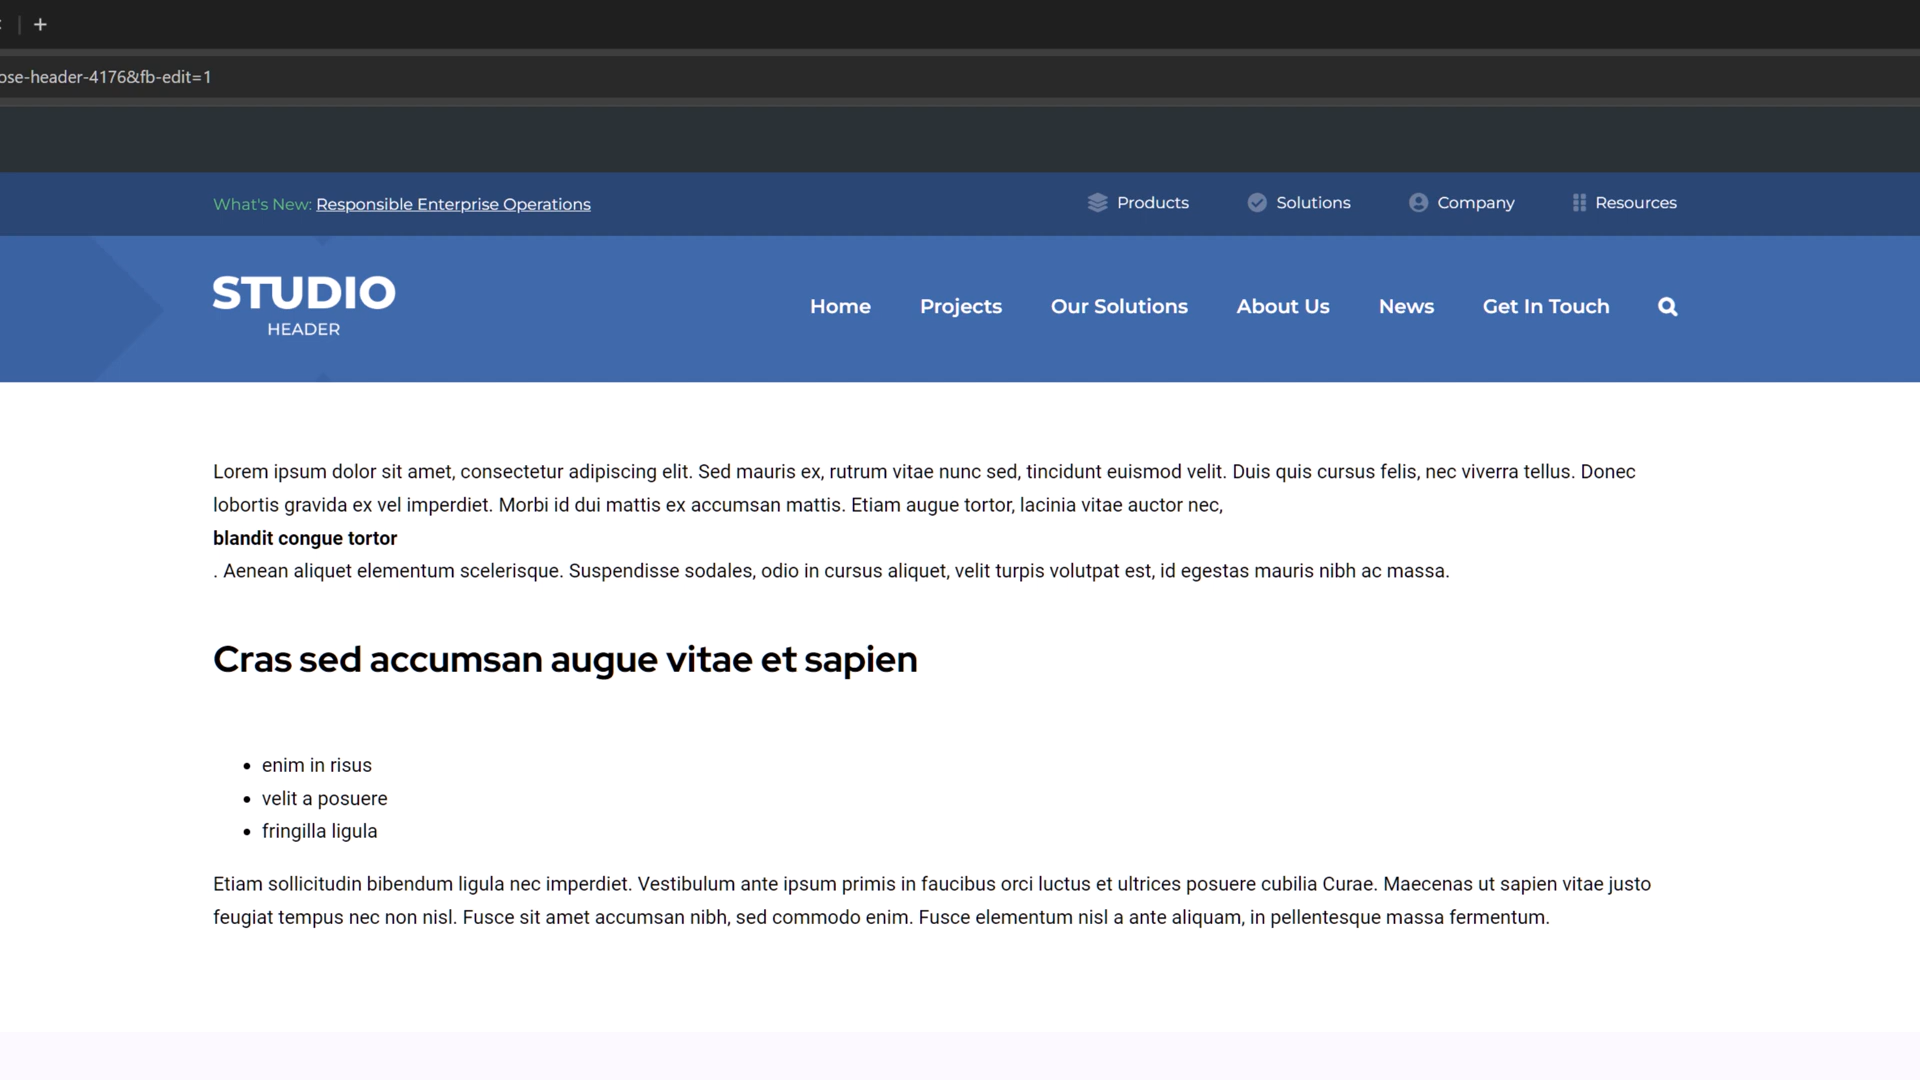 ose-header-4176&fb-edit=1
What's New: Responsible Enterprise Operations
Products Solutions Company Resources
STUDIO
HEADER
Home Projects Our Solutions About Us News Get In Touch
Lorem ipsum dolor sit amet, consectetur adipiscing elit. Sed mauris ex, rutrum vitae nunc sed, tincidunt euismod velit. Duis quis cursus felis, nec viverra tellus. Donec
lobortis gravida ex vel imperdiet. Morbi id dui mattis ex accumsan mattis. Etiam augue tortor, lacinia vitae auctor nec,
blandit congue tortor
. Aenean aliquet elementum scelerisque. Suspendisse sodales, odio in cursus aliquet, velit turpis volutpat est, id egestas mauris nibh ac massa.
Cras sed accumsan augue vitae et sapien
• enim in risus
• velit a posuere
• fringilla ligula
Etiam sollicitudin bibendum ligula nec imperdiet. Vestibulum ante ipsum primis in faucibus orci luctus et ultrices posuere cubilia Curae. Maecenas ut sapien vitae justo
feugiat tempus nec non nisl. Fusce sit amet accumsan nibh, sed commodo enim. Fusce elementum nisl a ante aliquam, in pellentesque massa fermentum.